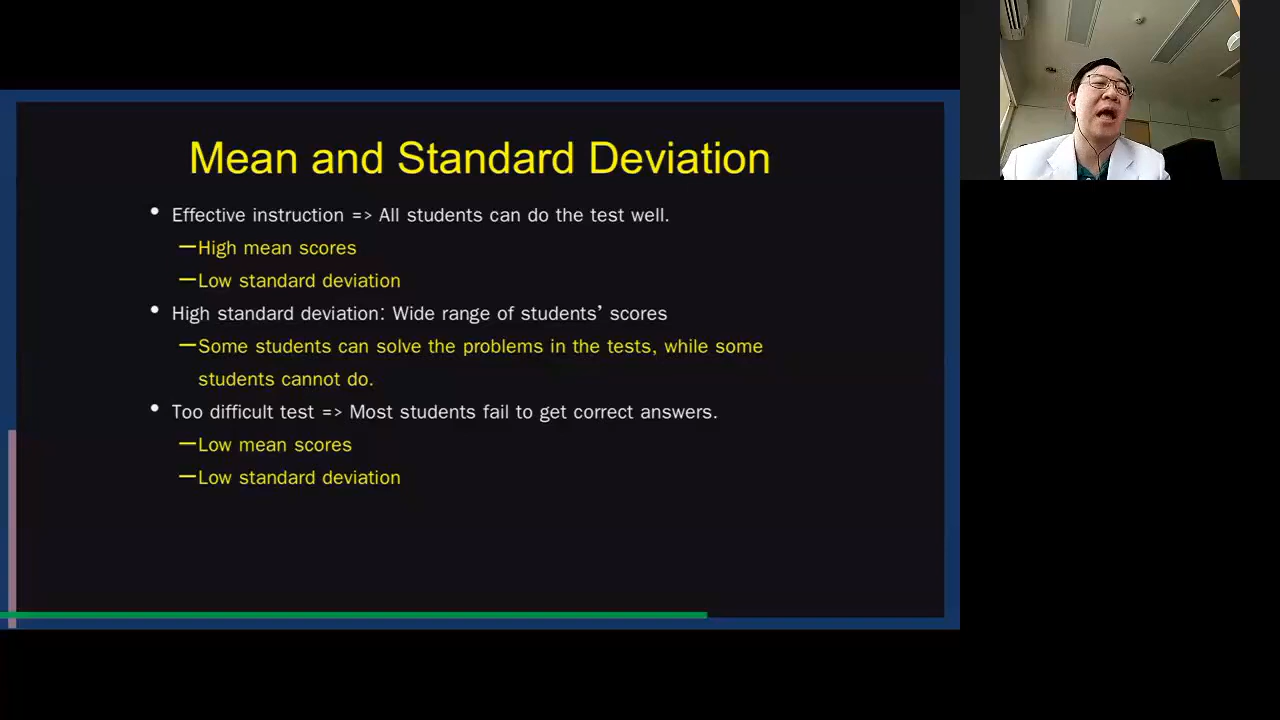 Mean and Standard Deviation
• Effective instruction => All students can do the test well.
–High mean scores
–Low standard deviation
• High standard deviation: Wide range of students’ scores
–Some students can solve the problems in the tests, while some
students cannot do.
• Too difficult test => Most students fail to get correct answers.
–Low mean scores
–Low standard deviation